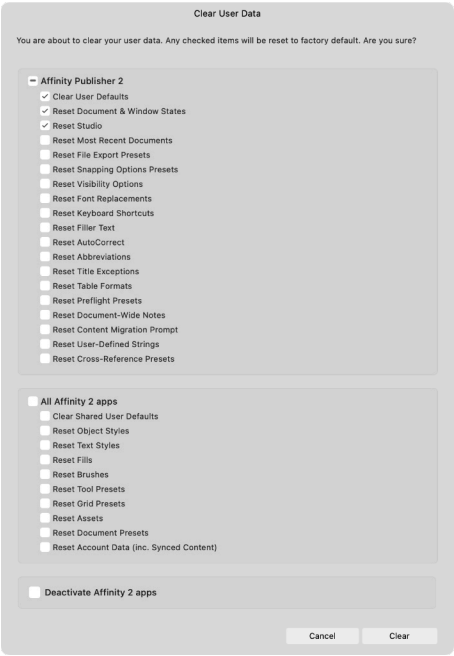 Clear User Data
You are about to clear your user data. Any checked items will be reset to factory default. Are you sure?
Affinity Publisher 2
Clear User Defaults
Reset Document & Window States
Reset Studio
Reset Most Recent Documents
Reset File Export Presets
Reset Snapping Options Presets
Reset Visibility Options
Reset Font Replacements
Reset Keyboard Shortcuts
Reset Filler Text
Reset AutoCorrect
Reset Abbreviations
Reset Title Exceptions
Reset Table Formats
Reset Preflight Presets
Reset Document-Wide Notes
Reset Content Migration Prompt
Reset User-Defined Strings
Reset Cross-Reference Presets
All Affinity 2 apps
Clear Shared User Defaults
Reset Object Styles
Reset Text Styles
Reset Fills
Reset Brushes
Reset Tool Presets
Reset Grid Presets
Reset Assets
Reset Document Presets
Reset Account Data (inc. Synced Content)
Deactivate Affinity 2 apps
Cancel Clear